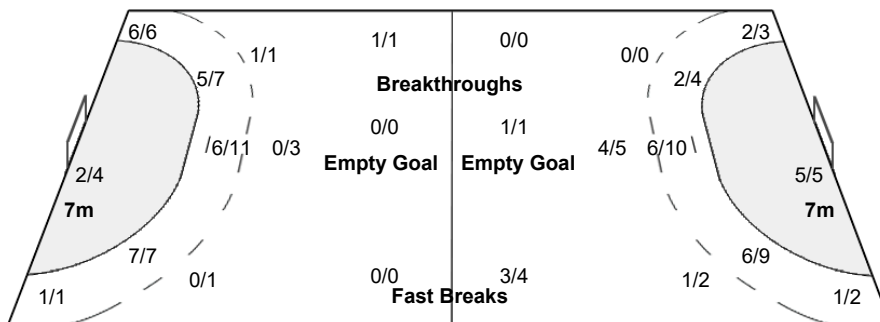 6/6 1/1 1/1 0/0 0/0 2/3
5/7 Breakthroughs 2/4
6/11 0/3 0/0 1/1 4/5 6/10
Empty Goal Empty Goal
2/4 5/5
7m 7m
7/7 6/9
1/1 0/1 0/0 3/4 1/2 1/2
Fast Breaks